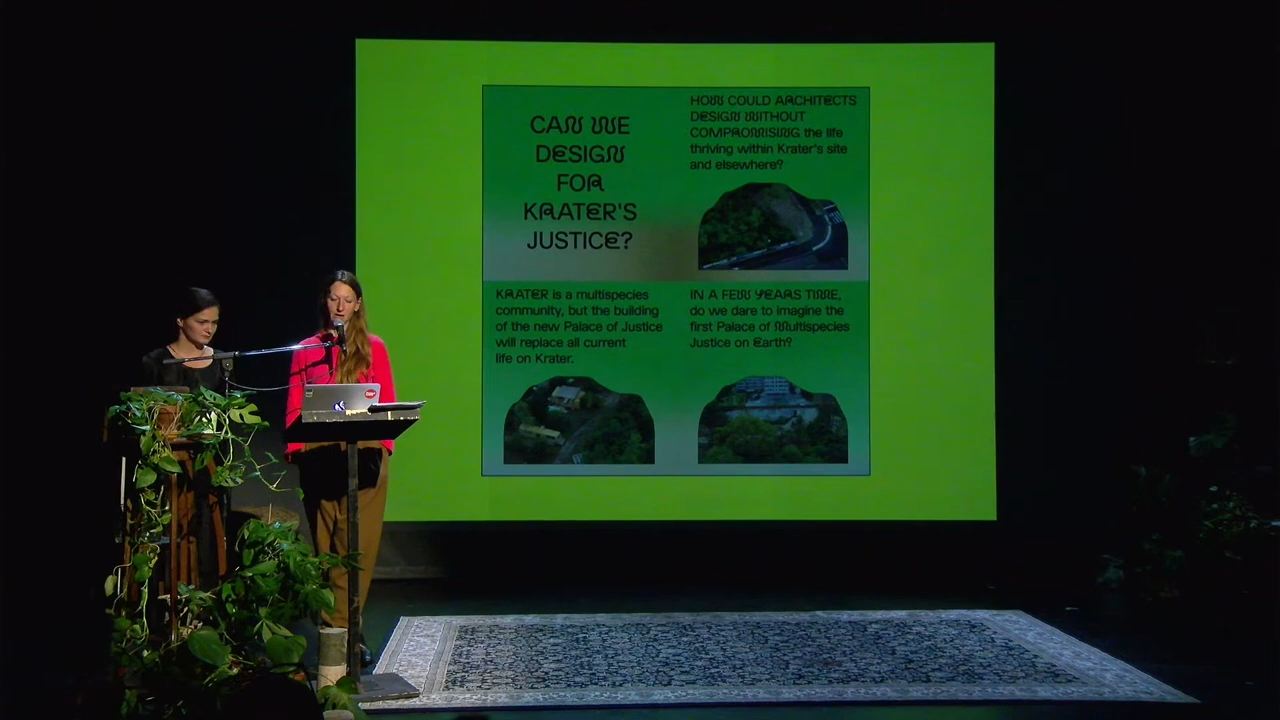 CAN WE
DESIGN
FOR
KRATER'S
JUSTICE?
HOW COULD ARCHITECTS
DESIGN WITHOUT
COMPROMISING the life
thriving within Krater's site
and elsewhere?
KRATER is a multispecies
community, but the building
of the new Palace of Justice
will replace all current
life on Krater.
IN A FEW YEARS TIME,
do we dare to imagine the
first Palace of Multispecies
Justice on Earth?